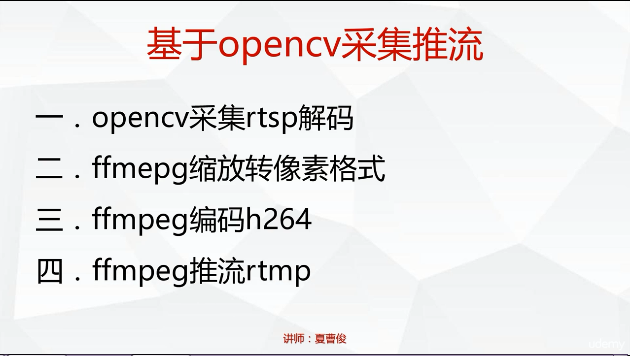 基于opencv采集推流
一．opencv采集rtsp解码
二．ffmepg缩放转像素格式
三．ffmpeg编码h264
四．ffmpeg推流rtmp
讲师：夏曹俊
udemy